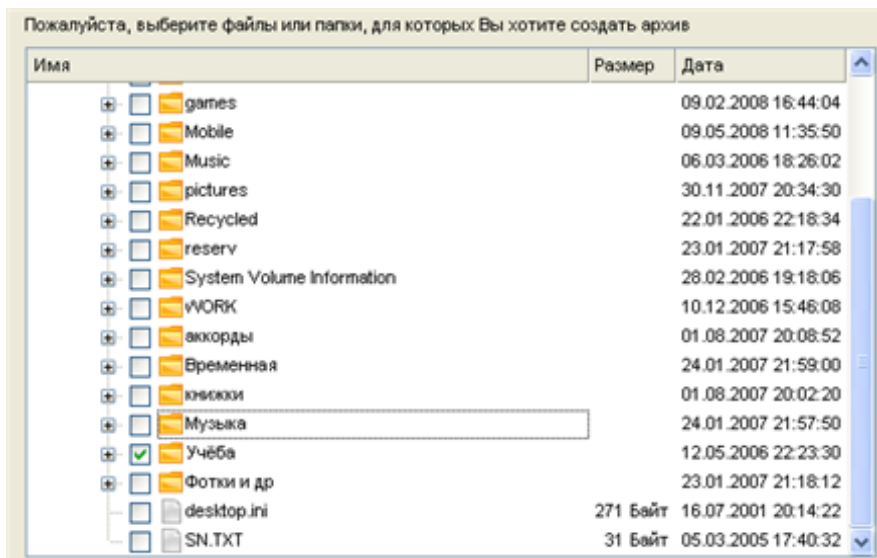 Пожалуйста, выберите файлы или папки, для которых Вы хотите создать архив
Имя Размер Дата
games 09.02.2008 16:44:04
Mobile 09.05.2008 11:35:50
Music 06.03.2006 18:26:02
pictures 30.11.2007 20:34:30
Recycled 22.01.2006 22:18:34
reserv 23.01.2007 21:17:58
System Volume Information 28.02.2006 19:18:06
WORK 10.12.2006 15:46:08
аккорды 01.08.2007 20:08:52
Временная 24.01.2007 21:59:00
книжки 01.08.2007 20:02:20
Музыка 24.01.2007 21:57:50
Учёба 12.05.2006 22:23:30
Фотки и др 23.01.2007 21:18:12
desktop.ini 271 Байт 16.07.2001 20:14:22
SN.TXT 31 Байт 05.03.2005 17:40:32